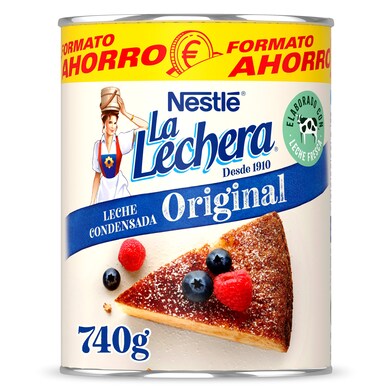 FORMATO
AHORRO
€
FORMATO
AHORRO
Nestlé
La
Lechera
Desde 1910
ELABORADO CON
LECHE FRESCA
LECHE
CONDENSADA
Original
740g